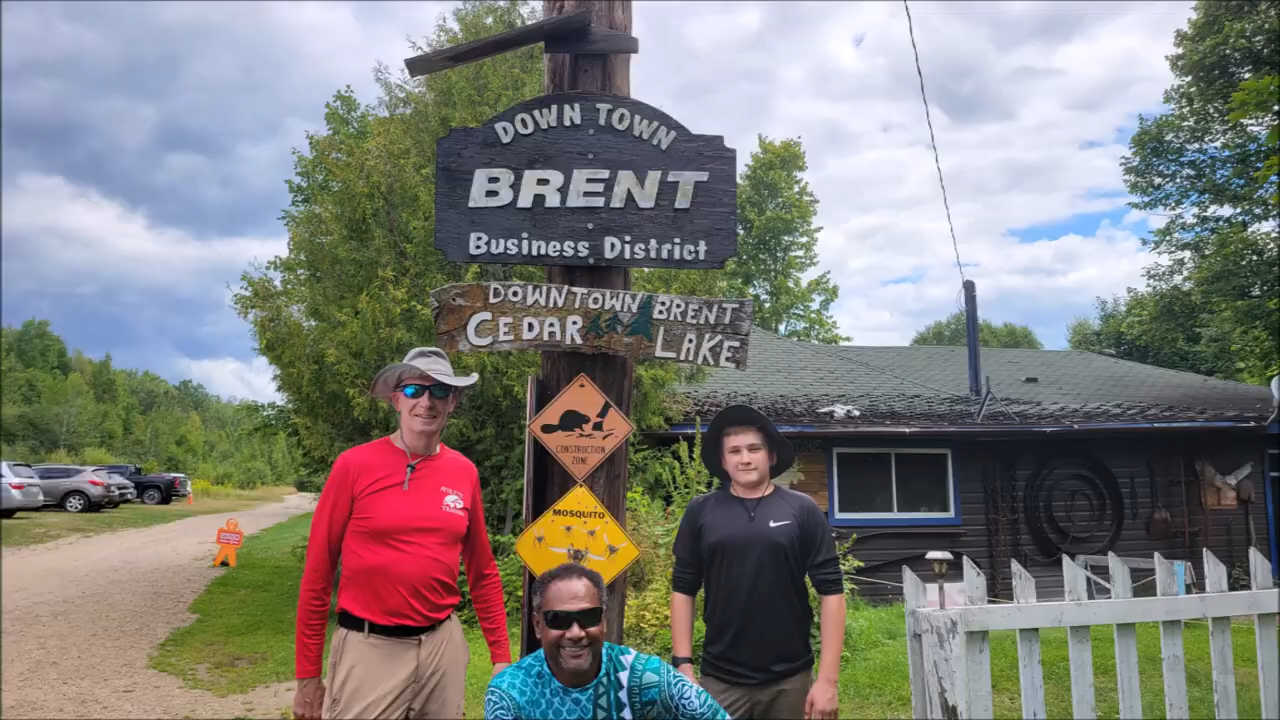 DOWN TOWN
BRENT
Business District
DOWNTOWN BRENT
CEDAR LAKE
CONSTRUCTION
ZONE
MOSQUITO